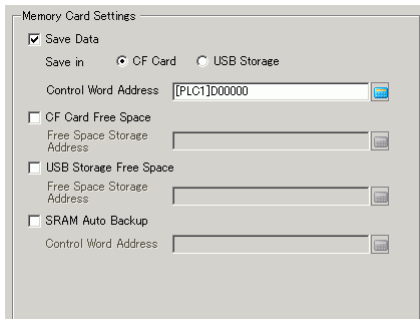 Memory Card Settings
Save Data
Save in CF Card USB Storage
Control Word Address [PLC1]D00000
CF Card Free Space
Free Space Storage
Address
USB Storage Free Space
Free Space Storage
Address
SRAM Auto Backup
Control Word Address